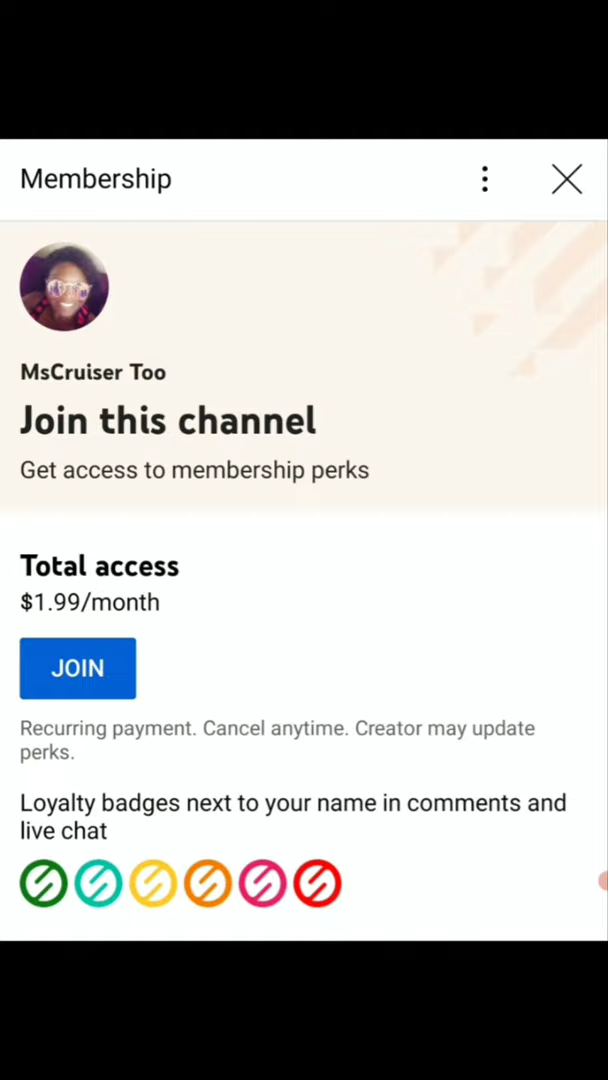 Membership
MsCruiser Too
Join this channel
Get access to membership perks
Total access
$1.99/month
JOIN
Recurring payment. Cancel anytime. Creator may update
perks.
Loyalty badges next to your name in comments and
live chat